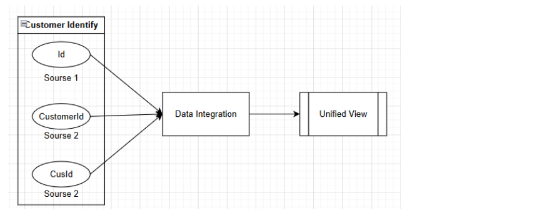 Customer Identify
Id
Sourse 1
CustomerId
Sourse 2
CusId
Sourse 2
Data Integration
Unified View